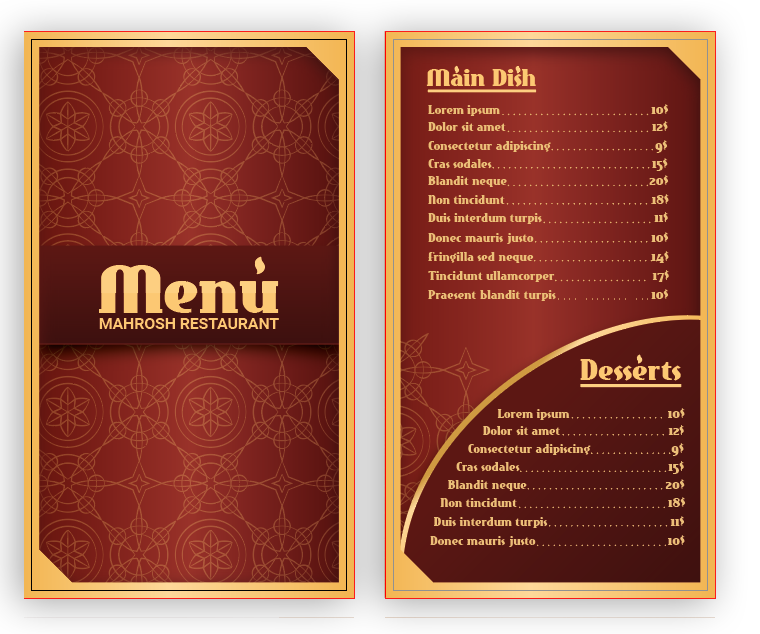 Menu
MAHROSH RESTAURANT
Main Dish
Lorem ipsum 10$
Dolor sit amet 12$
Consectetur adipiscing 9$
Cras sodales 15$
Blandit neque 20$
Non tincidunt 18$
Duis interdum turpis 11$
Donec mauris justo 10$
fringilla sed neque 14$
Tincidunt ullamcorper 17$
Praesent blandit turpis 10$
Desserts
Lorem ipsum 10$
Dolor sit amet 12$
Consectetur adipiscing 9$
Cras sodales 15$
Blandit neque 20$
Non tincidunt 18$
Duis interdum turpis 11$
Donec mauris justo 10$